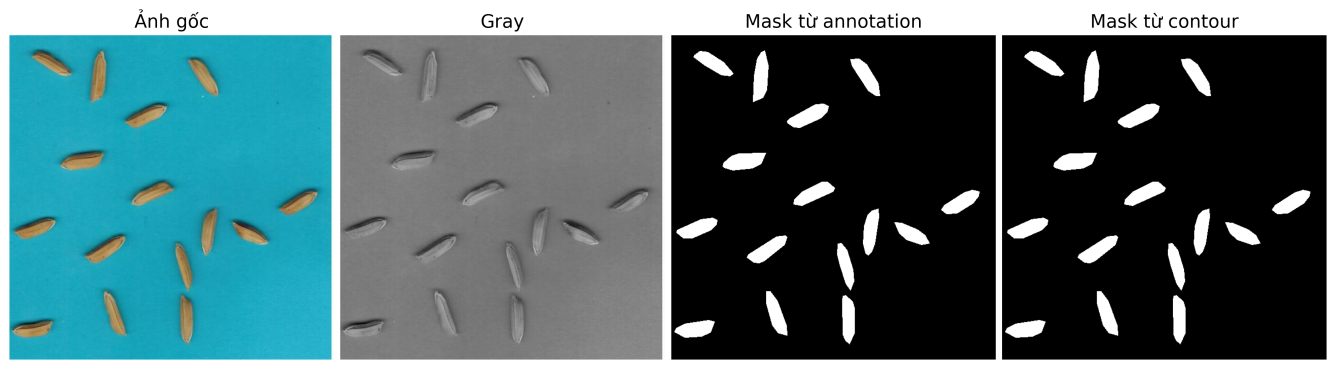 Ảnh gốc
Gray
Mask từ annotation
Mask từ contour